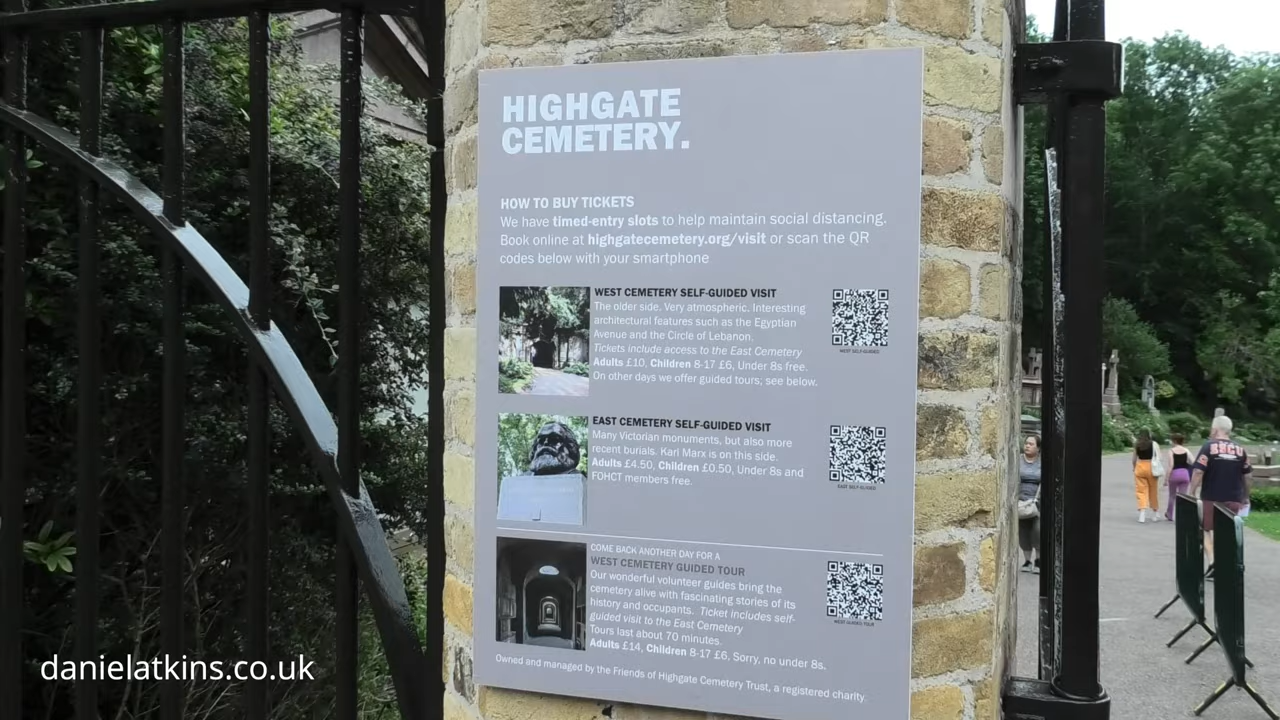 HIGHGATE
CEMETERY.
HOW TO BUY TICKETS
We have timed-entry slots to help maintain social distancing.
Book online at highgatecemetery.org/visit or scan the QR
codes below with your smartphone
WEST CEMETERY SELF-GUIDED VISIT
The older side. Very atmospheric. Interesting
architectural features such as the Egyptian
Avenue and the Circle of Lebanon.
Tickets include access to the East Cemetery
Adults £10, Children 8-17 £6, Under 8s free.
On other days we offer guided tours; see below.
WEST SELF-GUIDED
EAST CEMETERY SELF-GUIDED VISIT
Many Victorian monuments, but also more
recent burials. Karl Marx is on this side.
Adults £4.50, Children £0.50, Under 8s and
FOHCT members free.
EAST SELF-GUIDED
COME BACK ANOTHER DAY FOR A
WEST CEMETERY GUIDED TOUR
Our wonderful volunteer guides bring the
cemetery alive with fascinating stories of its
history and occupants. Ticket includes self-
guided visit to the East Cemetery
Tours last about 70 minutes.
Adults £14, Children 8-17 £6. Sorry, no under 8s.
WEST GUIDED TOUR
Owned and managed by the Friends of Highgate Cemetery Trust, a registered charity.
danielatkins.co.uk